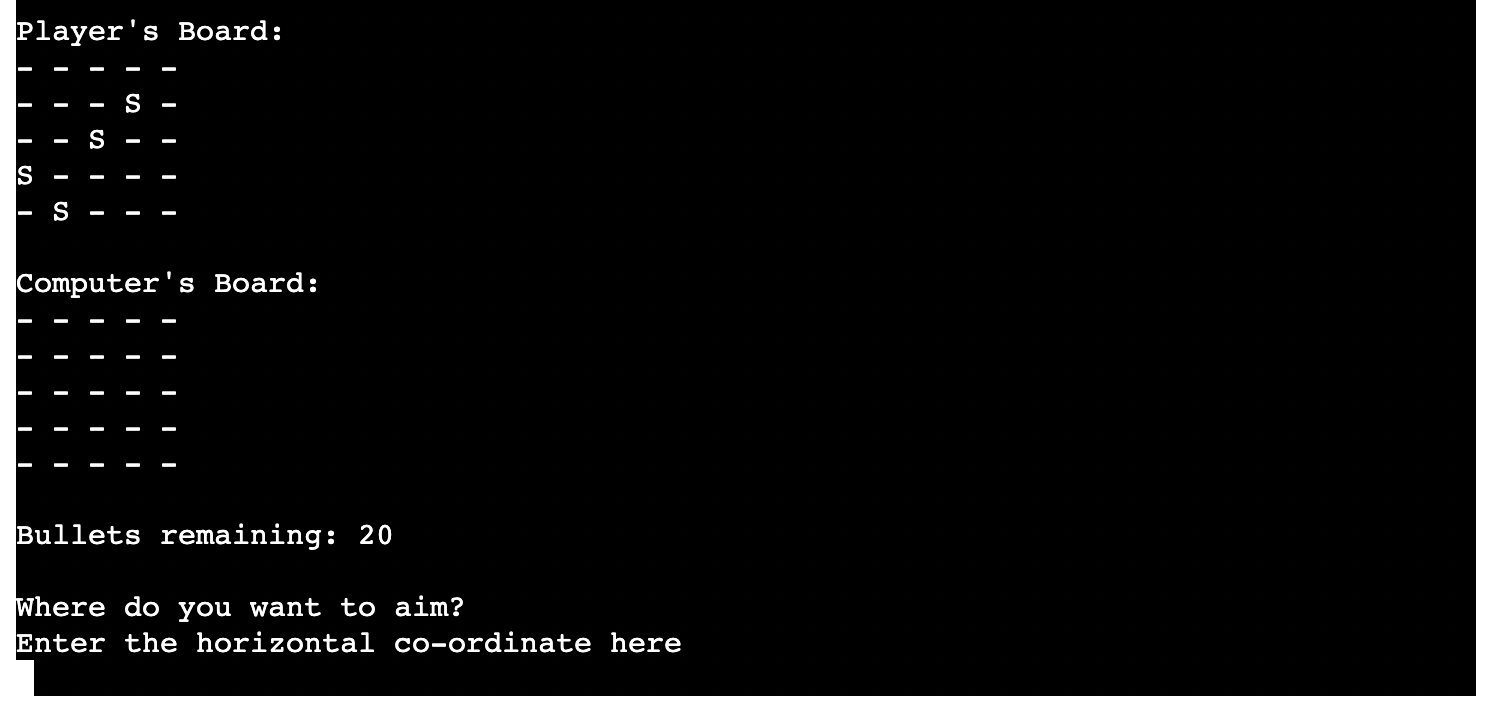 Player's Board:
- - - - -
- - - S -
- - S - -
S - - - -
- S - - -
Computer's Board:
- - - - -
- - - - -
- - - - -
- - - - -
- - - - -
Bullets remaining: 20
Where do you want to aim?
Enter the horizontal co-ordinate here